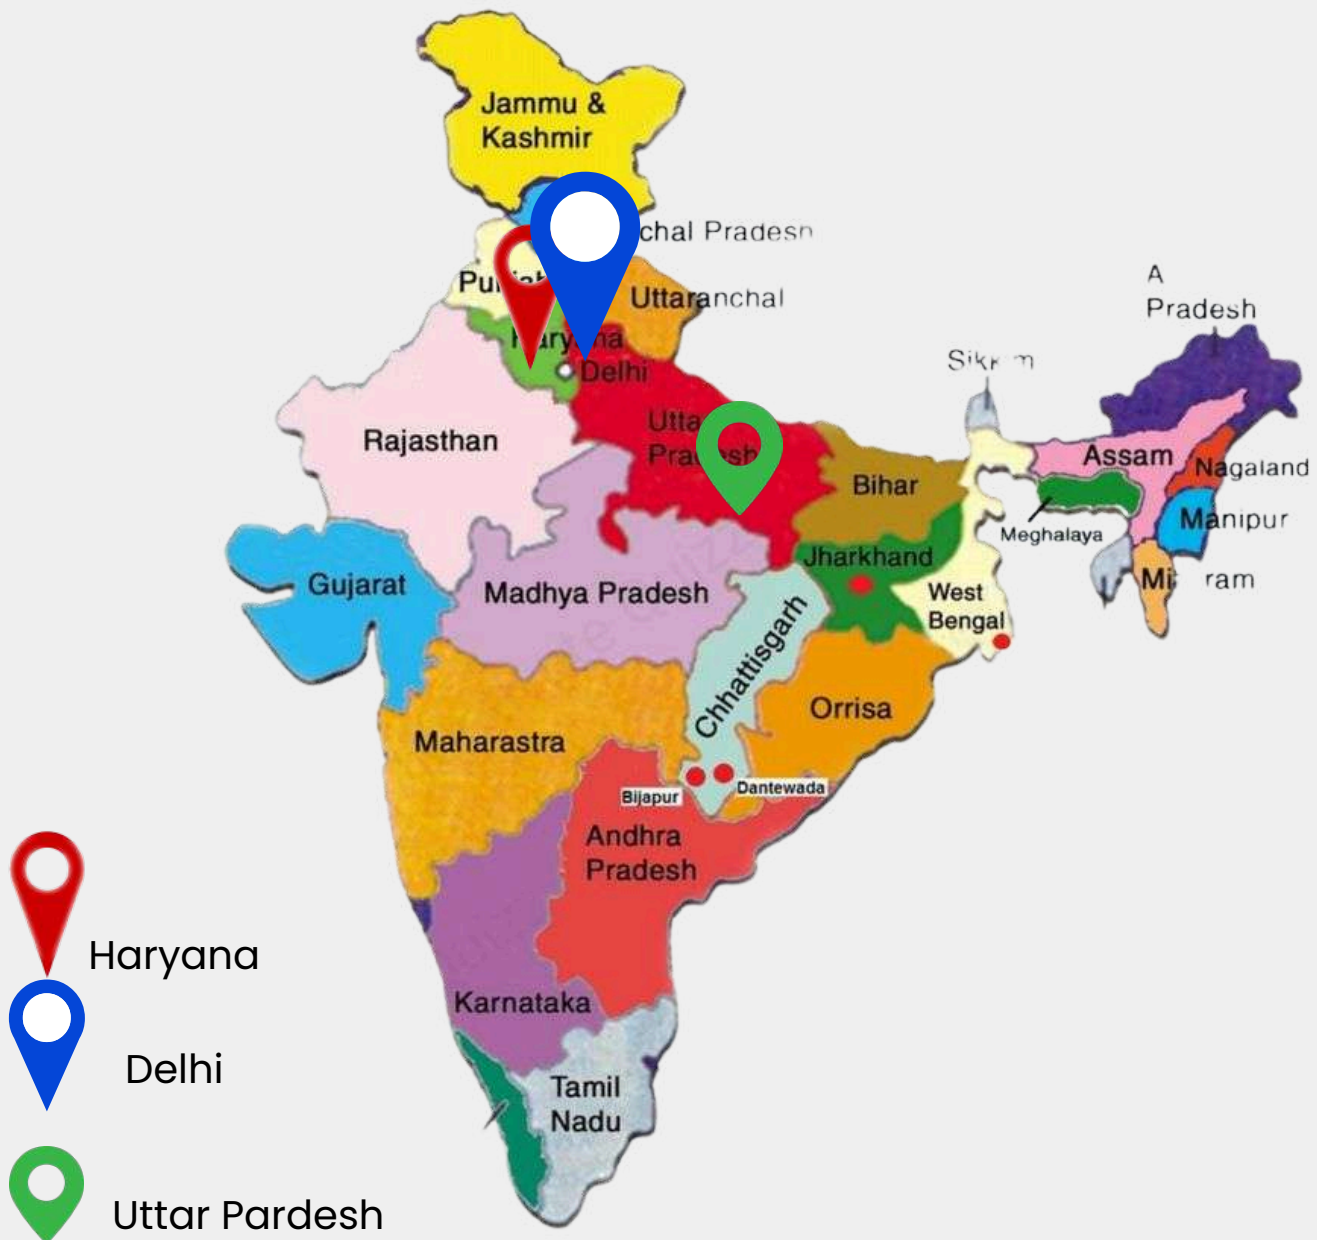 Jammu &
Kashmir
chal Pradesh
Uttaranchal
A
Pradesh
Delhi
Rajasthan
Bihar
Assam
Nagaland
Manipur
Meghalaya
Jharkhand
Gujarat
Madhya Pradesh
ram
West
Bengal
Chhattisgarh
Orrisa
Maharastra
Bijapur
Dantewada
Andhra
Pradesh
Haryana
Karnataka
Delhi
Tamil
Nadu
Uttar Pardesh